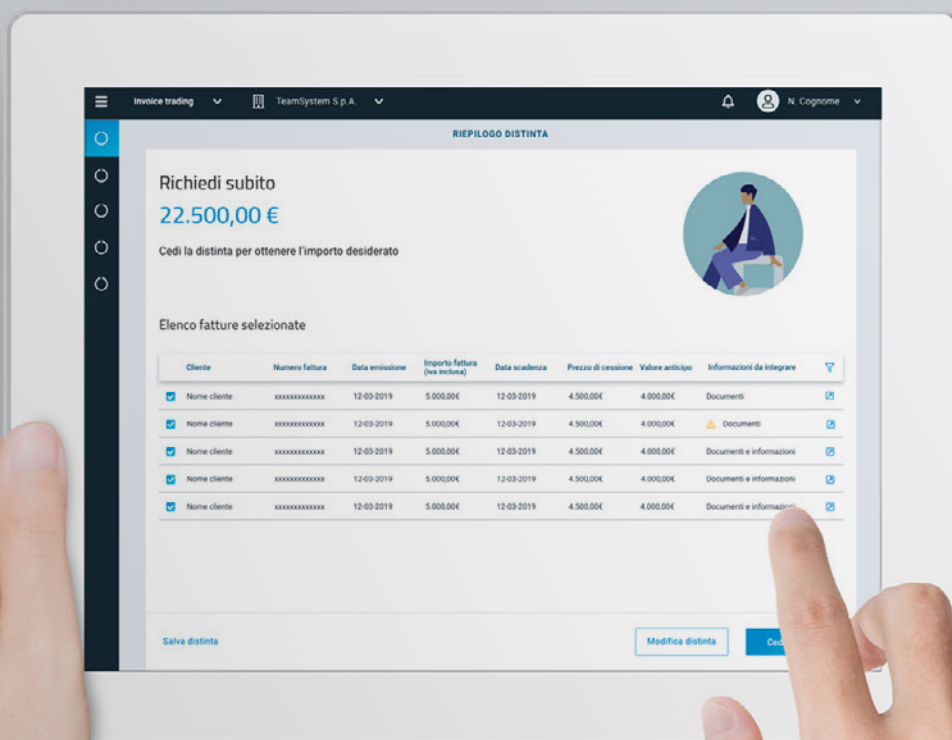 Invoice trading TeamSystem S.p.A. N. Cognome
RIEPILOGO DISTINTA
Richiedi subito
22.500,00 €
Cedi la distinta per ottenere l'importo desiderato
Elenco fatture selezionate
Cliente Numero fattura Data emissione Importo fattura (iva inclusa) Data scadenza Prezzo di cessione Valore anticipo Informazioni da integrare
Nome cliente xxxxxxxxxxxxx 12-03-2019 5.000,00€ 12-03-2019 4.500,00€ 4.000,00€ Documenti
Nome cliente xxxxxxxxxxxxx 12-03-2019 5.000,00€ 12-03-2019 4.500,00€ 4.000,00€ Documenti
Nome cliente xxxxxxxxxxxxx 12-03-2019 5.000,00€ 12-03-2019 4.500,00€ 4.000,00€ Documenti e informazioni
Nome cliente xxxxxxxxxxxxx 12-03-2019 5.000,00€ 12-03-2019 4.500,00€ 4.000,00€ Documenti e informazioni
Nome cliente xxxxxxxxxxxxx 12-03-2019 5.000,00€ 12-03-2019 4.500,00€ 4.000,00€ Documenti e informazioni
Salva distinta Modifica distinta